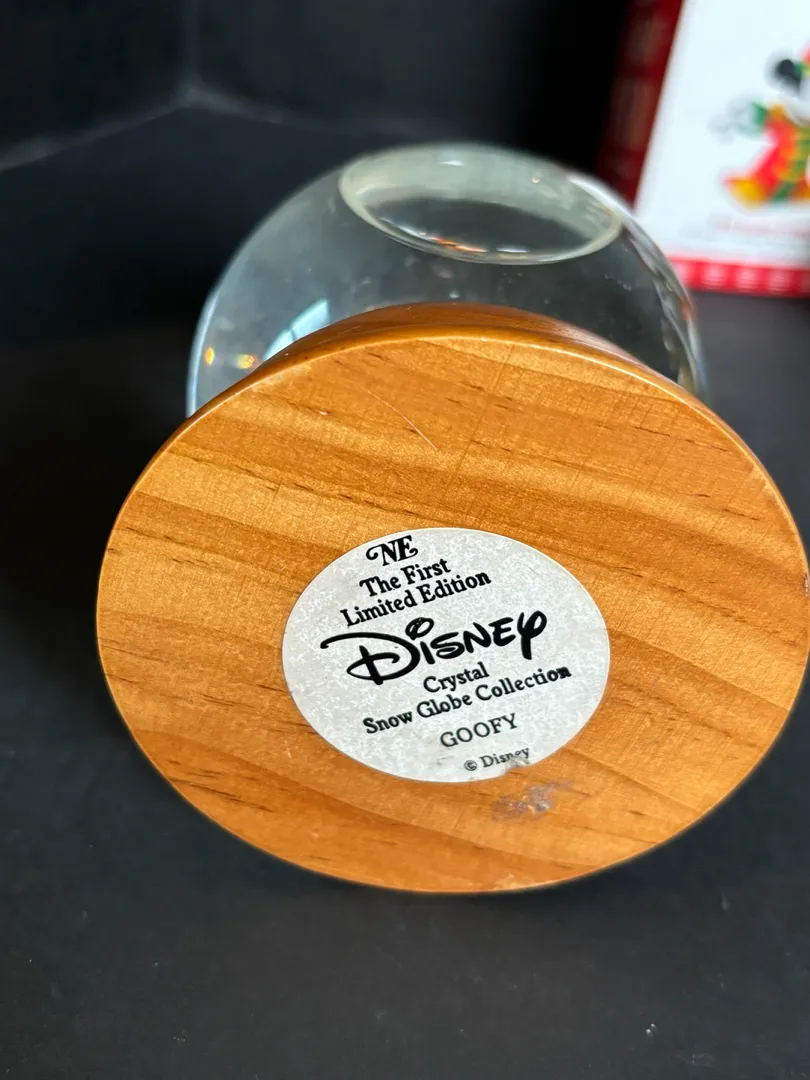 NE
The First
Limited Edition
Disney
Crystal
Snow Globe Collection
GOOFY
© Disney